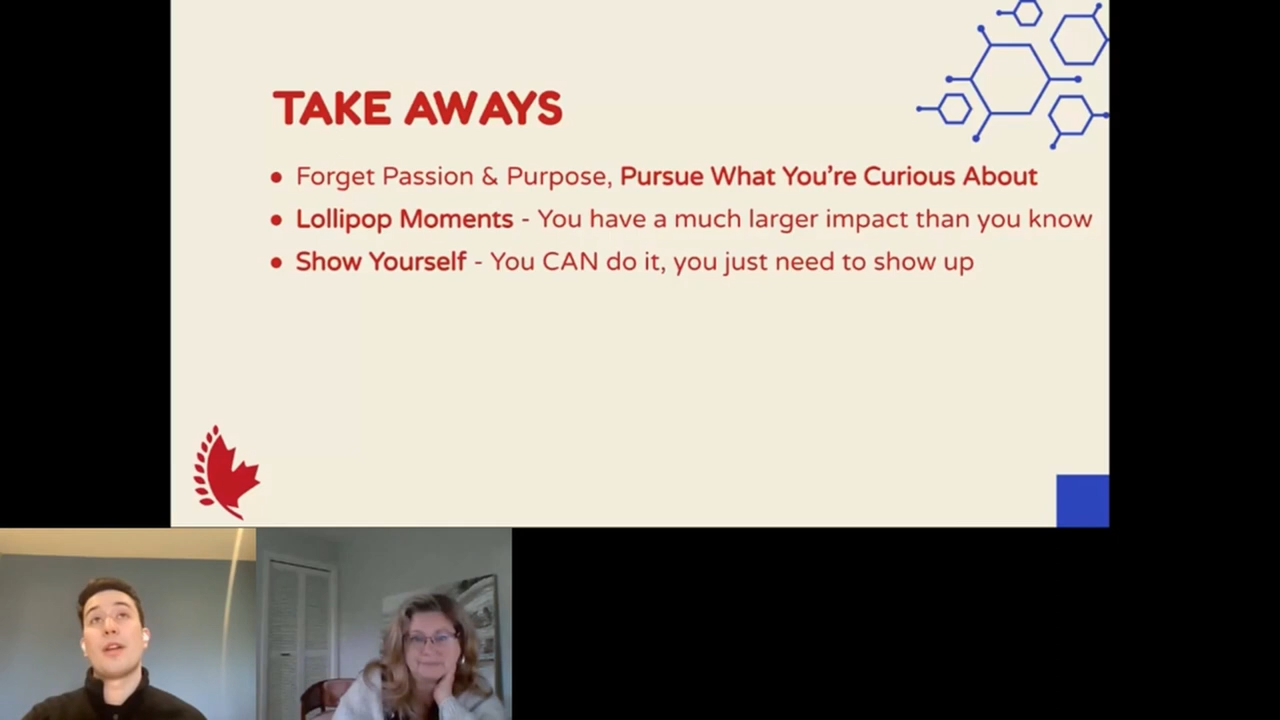 TAKE AWAYS
• Forget Passion & Purpose, Pursue What You're Curious About
• Lollipop Moments - You have a much larger impact than you know
• Show Yourself - You CAN do it, you just need to show up